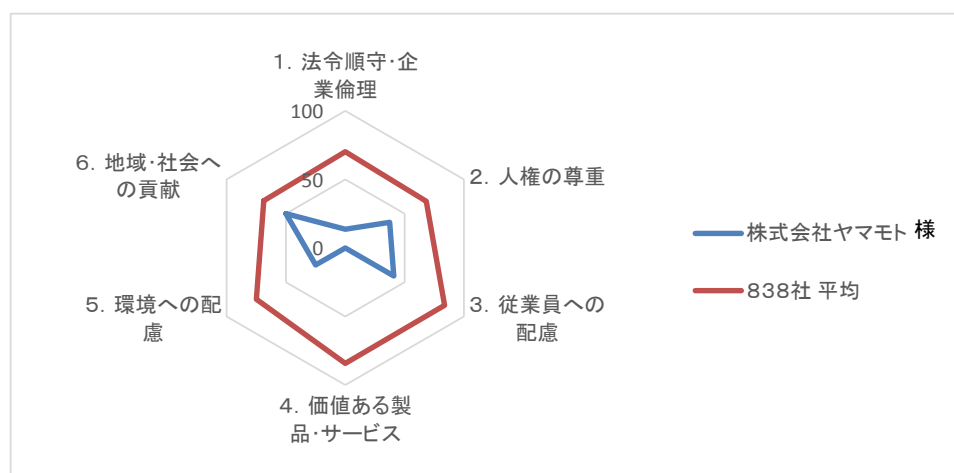 1．法令順守・企
業倫理
100
6．地域・社会へ
の貢献
50
2．人権の尊重
株式会社ヤマモト 様
0
838社 平均
5．環境への配
慮
3．従業員への
配慮
4．価値ある製
品・サービス